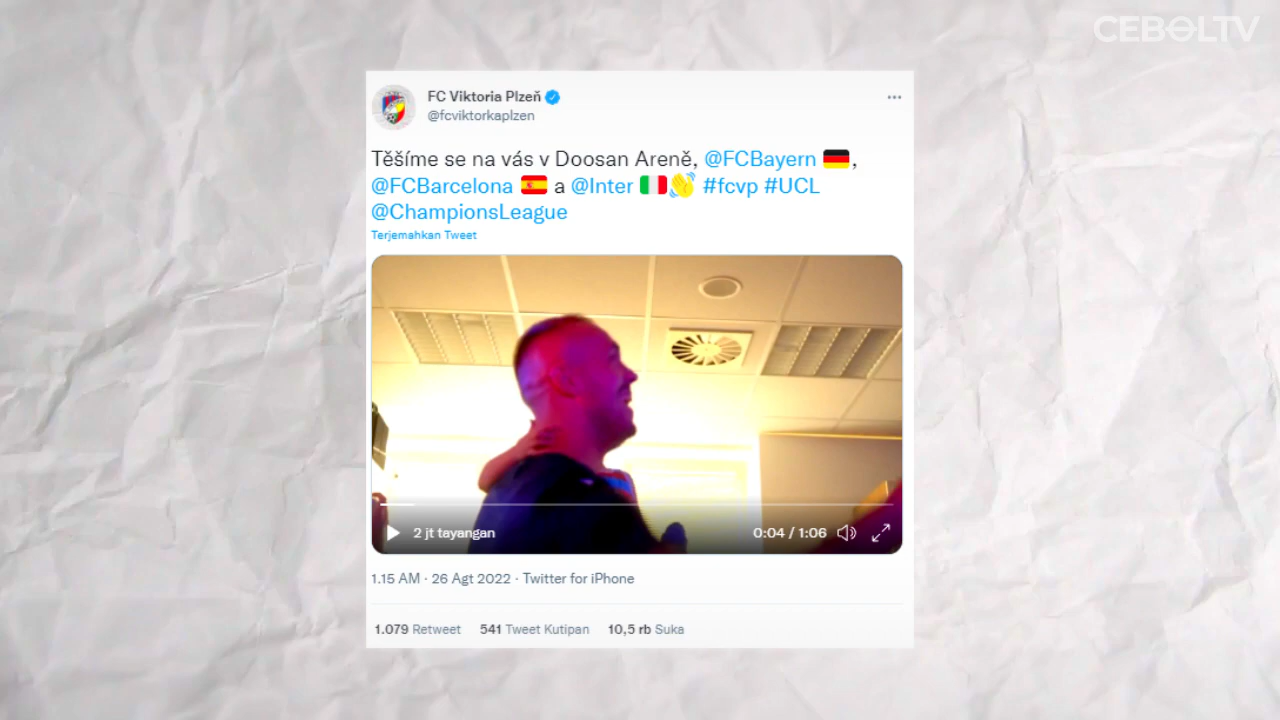 CEBOLTV
FC Viktoria Plzeň
@fcviktorkaplzen
Těšíme se na vás v Doosan Areně, @FCBayern 🇩🇪,
@FCBarcelona 🇪🇸 a @Inter 🇮🇹👋 #fcvp #UCL
@ChampionsLeague
Terjemahkan Tweet
2 jt tayangan 0:04 / 1:06
1.15 AM · 26 Agt 2022 · Twitter for iPhone
1.079 Retweet 541 Tweet Kutipan 10,5 rb Suka